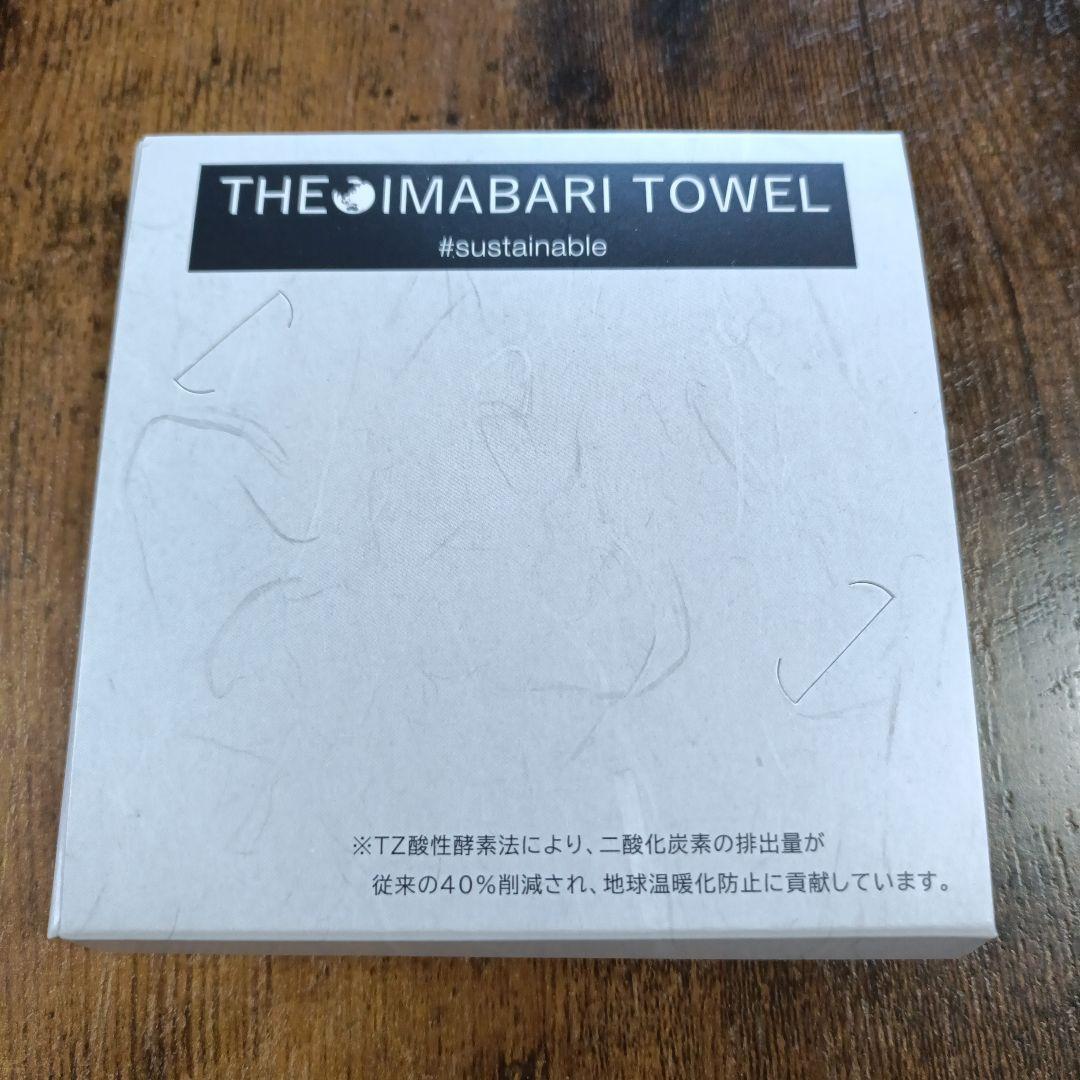 THE IMABARI TOWEL
#sustainable
※TZ酸性酵素法により、二酸化炭素の排出量が
従来の40%削減され、地球温暖化防止に貢献しています。